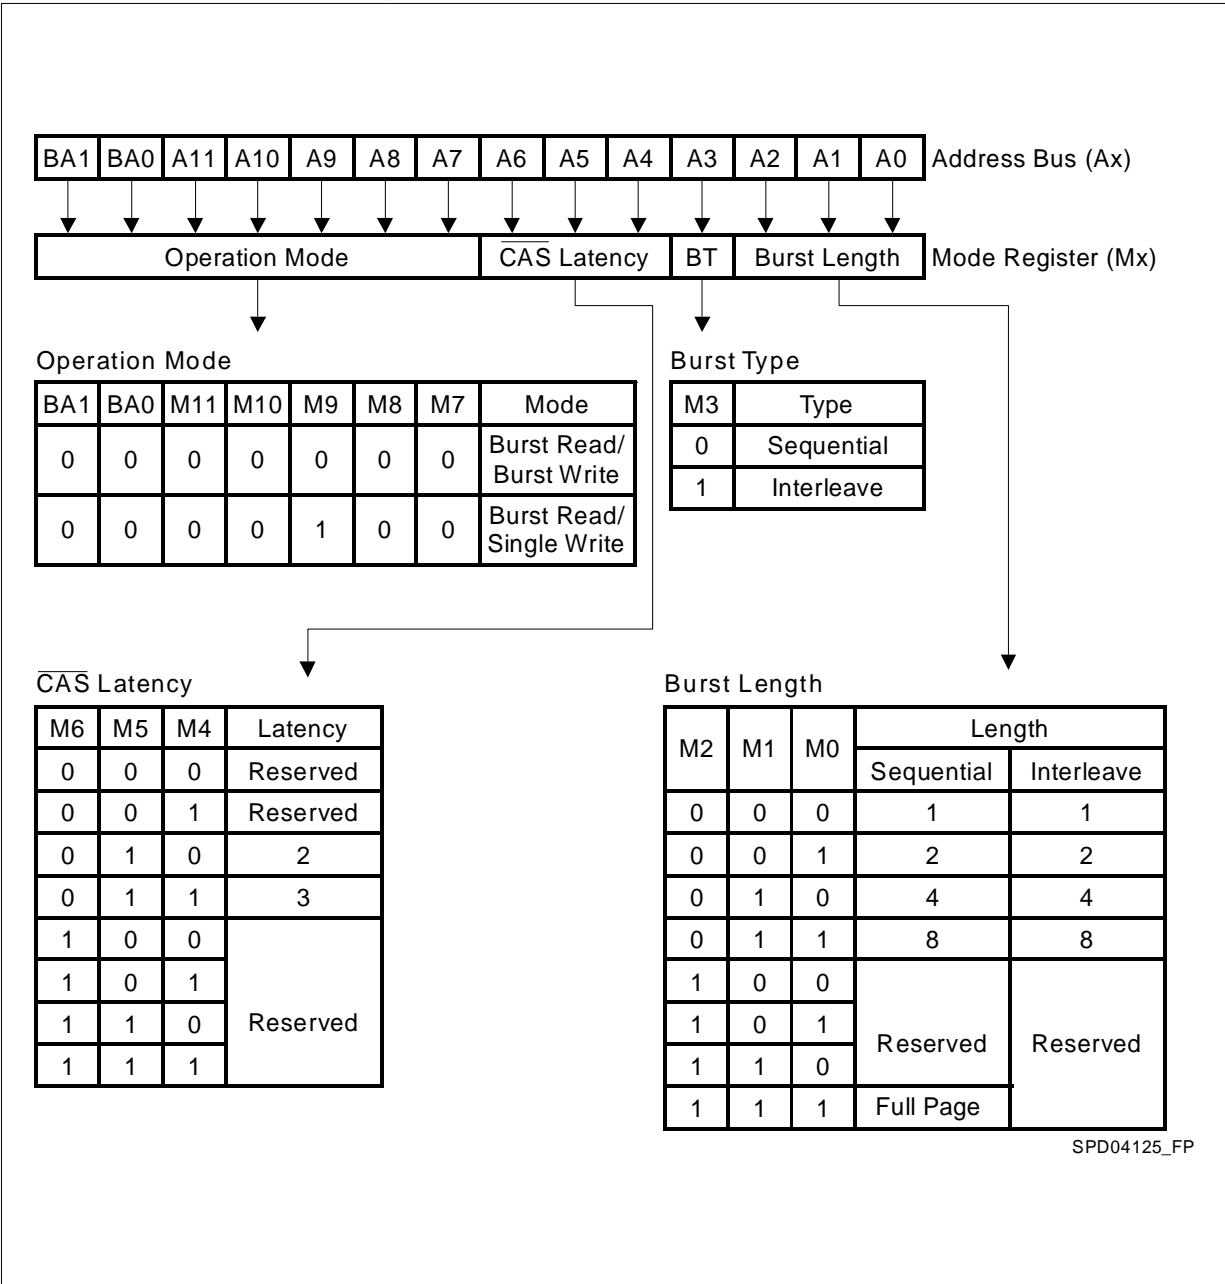 BA1 BA0 A11 A10 A9 A8 A7 A6 A5 A4 A3 A2 A1 A0 Address Bus (Ax)
Operation Mode CAS Latency BT Burst Length Mode Register (Mx)
Operation Mode
BA1 BA0 M11 M10 M9 M8 M7 Mode
0 0 0 0 0 0 0 Burst Read/
Burst Write
0 0 0 0 1 0 0 Burst Read/
Single Write
Burst Type
M3 Type
0 Sequential
1 Interleave
CAS Latency
M6 M5 M4 Latency
0 0 0 Reserved
0 0 1 Reserved
0 1 0 2
0 1 1 3
1 0 0
1 0 1
1 1 0 Reserved
1 1 1
Burst Length
M2 M1 M0 Length
Sequential Interleave
0 0 0 1 1
0 0 1 2 2
0 1 0 4 4
0 1 1 8 8
1 0 0
1 0 1 Reserved Reserved
1 1 0
1 1 1 Full Page
SPD04125_FP